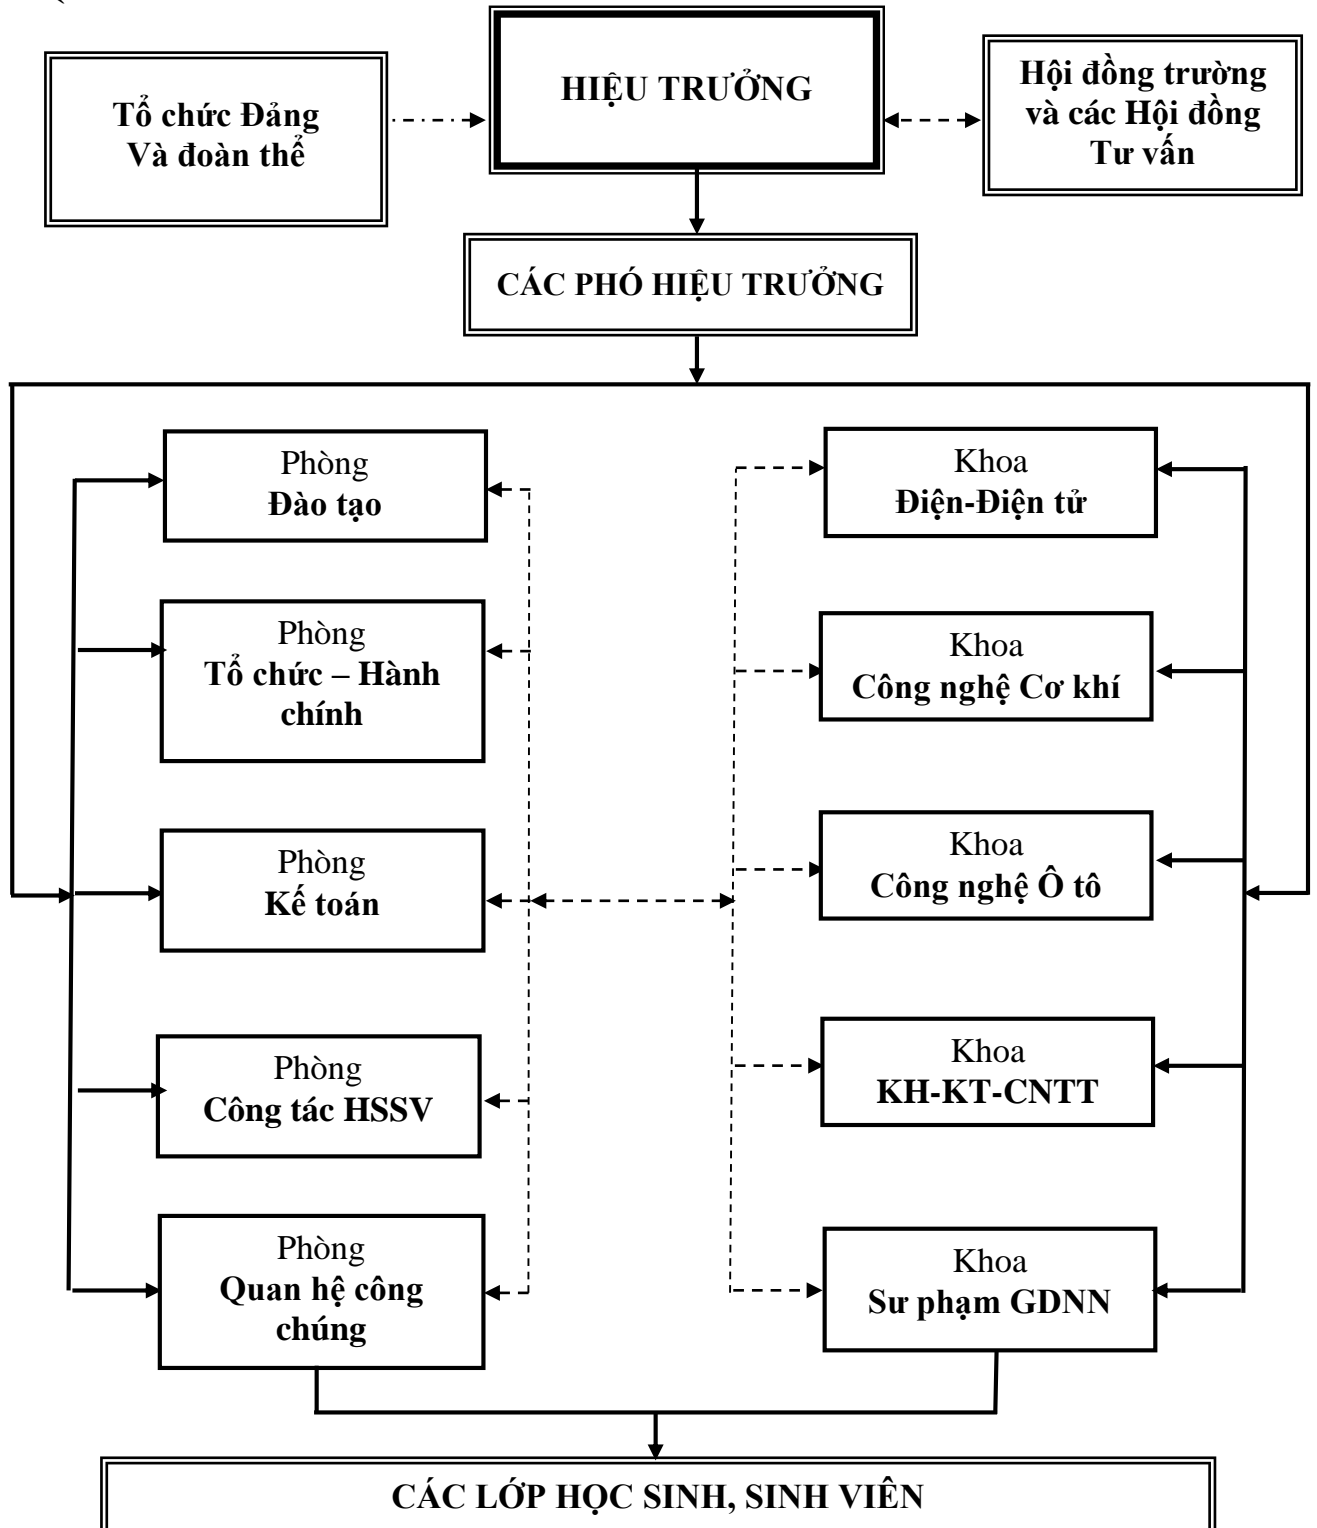 HIỆU TRƯỞNG
Tổ chức Đảng
Và đoàn thể
Hội đồng trường
và các Hội đồng
Tư vấn
CÁC PHÓ HIỆU TRƯỞNG
Phòng
Đào tạo
Khoa
Điện-Điện tử
Phòng
Tổ chức – Hành
chính
Khoa
Công nghệ Cơ khí
Phòng
Kế toán
Khoa
Công nghệ Ô tô
Phòng
Công tác HSSV
Khoa
KH-KT-CNTT
Phòng
Quan hệ công
chúng
Khoa
Sư phạm GDNN
CÁC LỚP HỌC SINH, SINH VIÊN